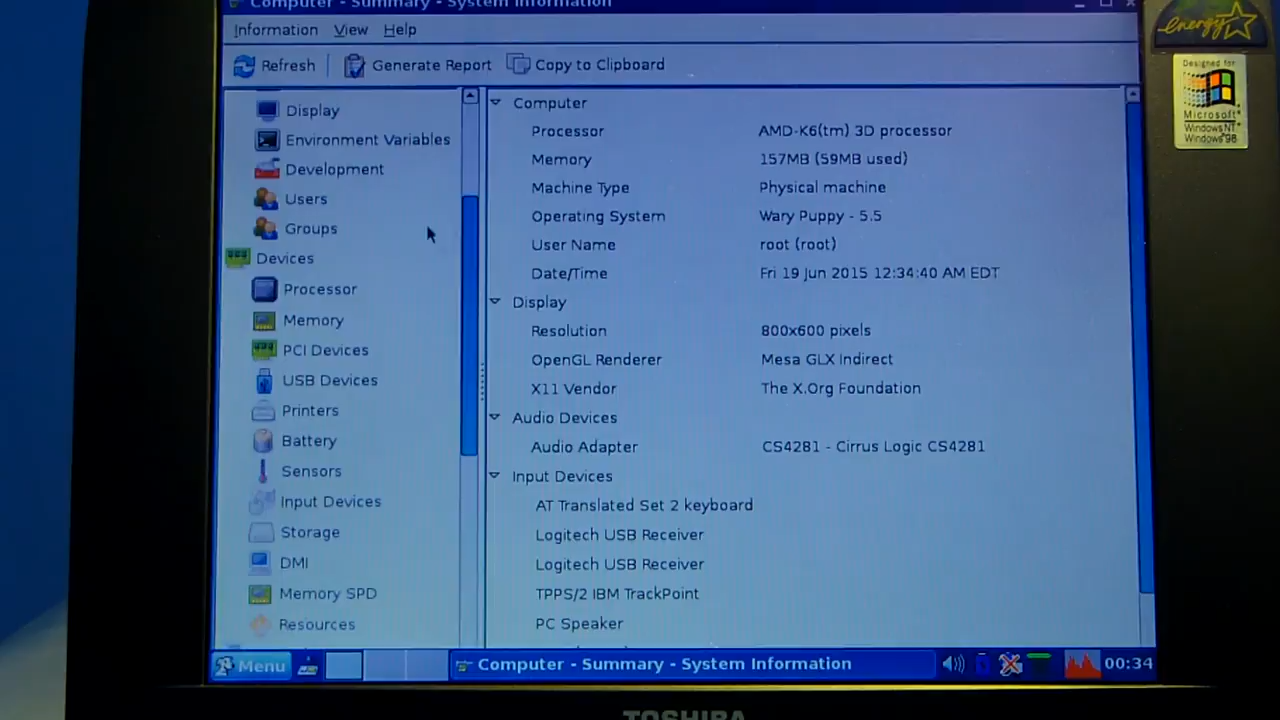 Computer - Summary - System Information
Information View Help
Refresh Generate Report Copy to Clipboard
Display
Environment Variables
Development
Users
Groups
Devices
Processor
Memory
PCI Devices
USB Devices
Printers
Battery
Sensors
Input Devices
Storage
DMI
Memory SPD
Resources
Computer
Processor AMD-K6(tm) 3D processor
Memory 157MB (59MB used)
Machine Type Physical machine
Operating System Wary Puppy - 5.5
User Name root (root)
Date/Time Fri 19 Jun 2015 12:34:40 AM EDT
Display
Resolution 800x600 pixels
OpenGL Renderer Mesa GLX Indirect
X11 Vendor The X.Org Foundation
Audio Devices
Audio Adapter CS4281 - Cirrus Logic CS4281
Input Devices
AT Translated Set 2 keyboard
Logitech USB Receiver
Logitech USB Receiver
TPPS/2 IBM TrackPoint
PC Speaker
Menu Computer - Summary - System Information 00:34
energy
Designed for
Microsoft
Windows NT
Windows 98
TOSHIBA